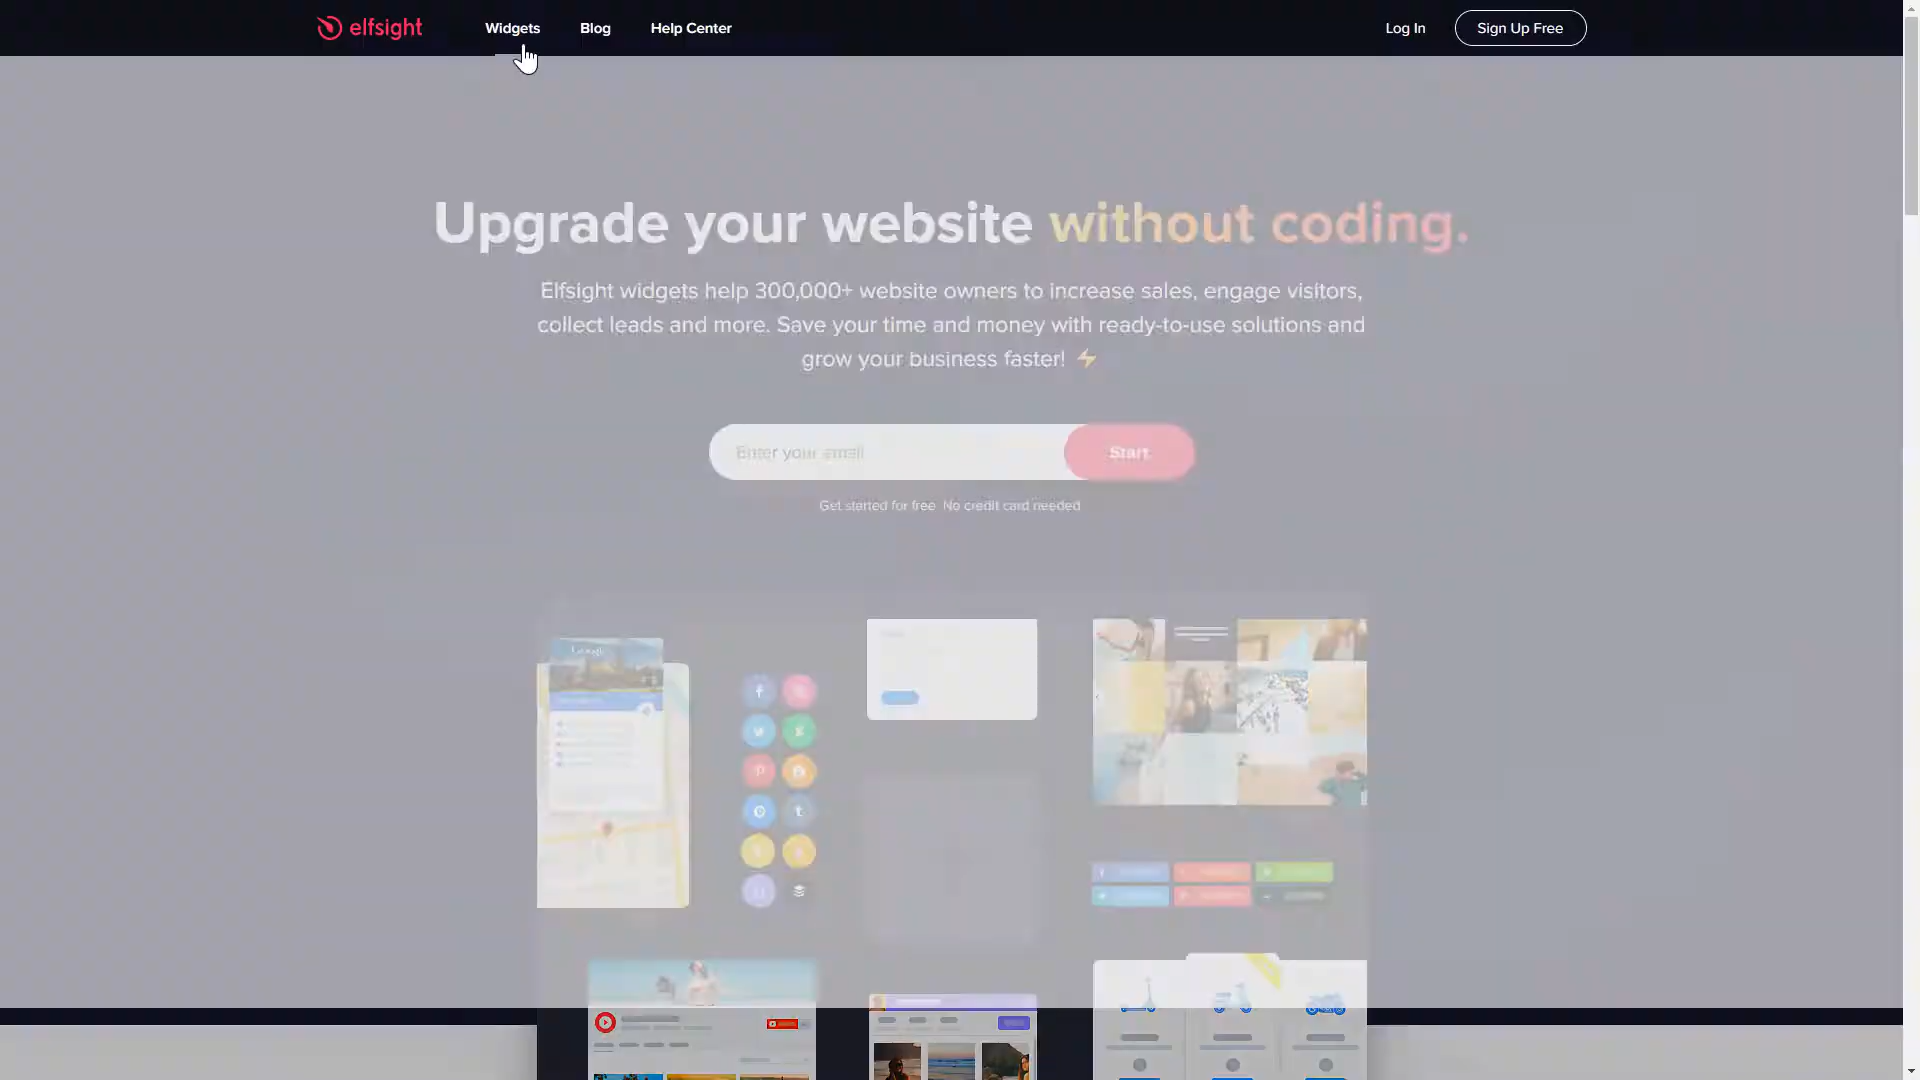 elfsight
Widgets
Blog
Help Center
Log In
Sign Up Free
Upgrade your website without coding.
Elfsight widgets help 300,000+ website owners to increase sales, engage visitors,
collect leads and more. Save your time and money with ready-to-use solutions and
grow your business faster! ⚡
Enter your email
Start
Get started for free. No credit card needed
Google